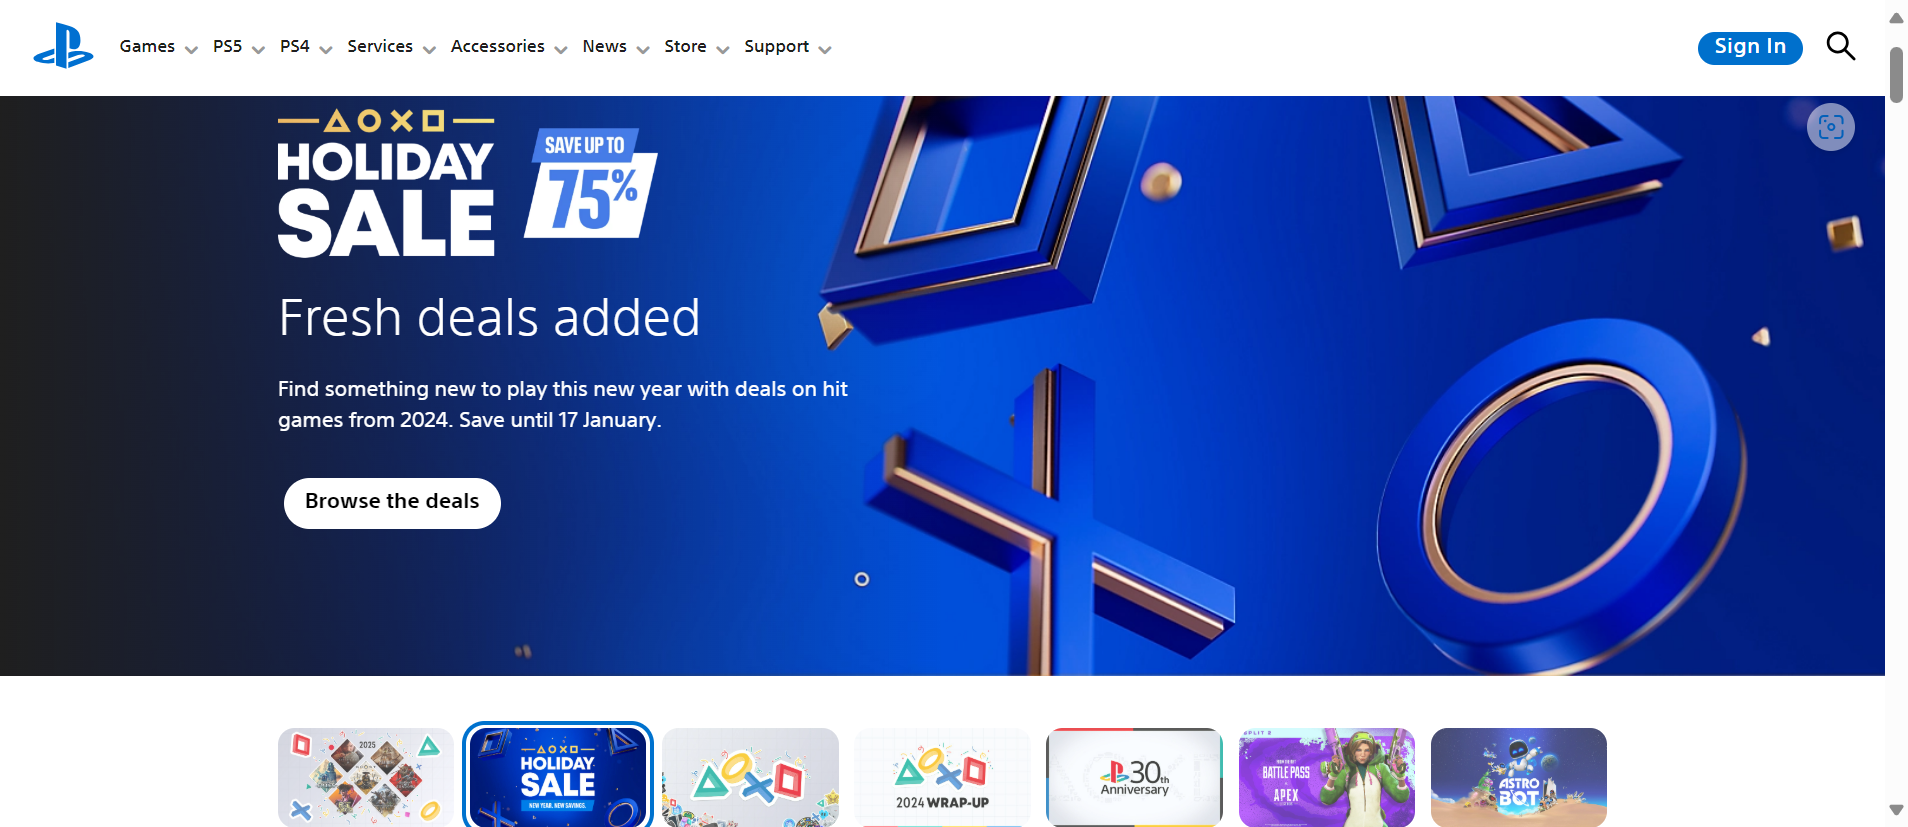 Games PS5 PS4 Services Accessories News Store Support Sign In
HOLIDAY
SALE
SAVE UP TO
75%
Fresh deals added
Find something new to play this new year with deals on hit
games from 2024. Save until 17 January.
Browse the deals
2025
HOLIDAY
SALE
NEW YEAR. NEW SAVINGS.
2024 WRAP-UP
30th
Anniversary
SPLIT 2
BATTLE PASS
APEX
ASTRO
BOT